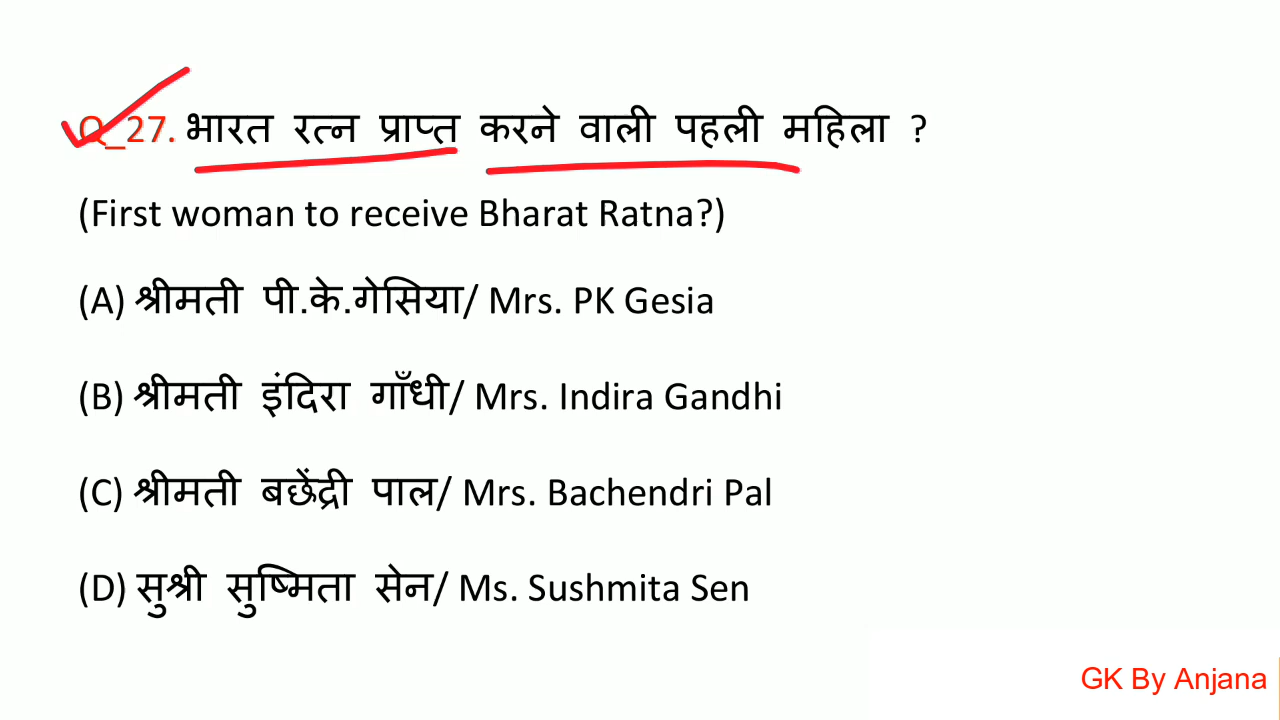 Q_27. भारत रत्न प्राप्त करने वाली पहली महिला ?
(First woman to receive Bharat Ratna?)
(A) श्रीमती पी.के.गेसिया/ Mrs. PK Gesia
(B) श्रीमती इंदिरा गाँधी/ Mrs. Indira Gandhi
(C) श्रीमती बछेंद्री पाल/ Mrs. Bachendri Pal
(D) सुश्री सुष्मिता सेन/ Ms. Sushmita Sen
GK By Anjana